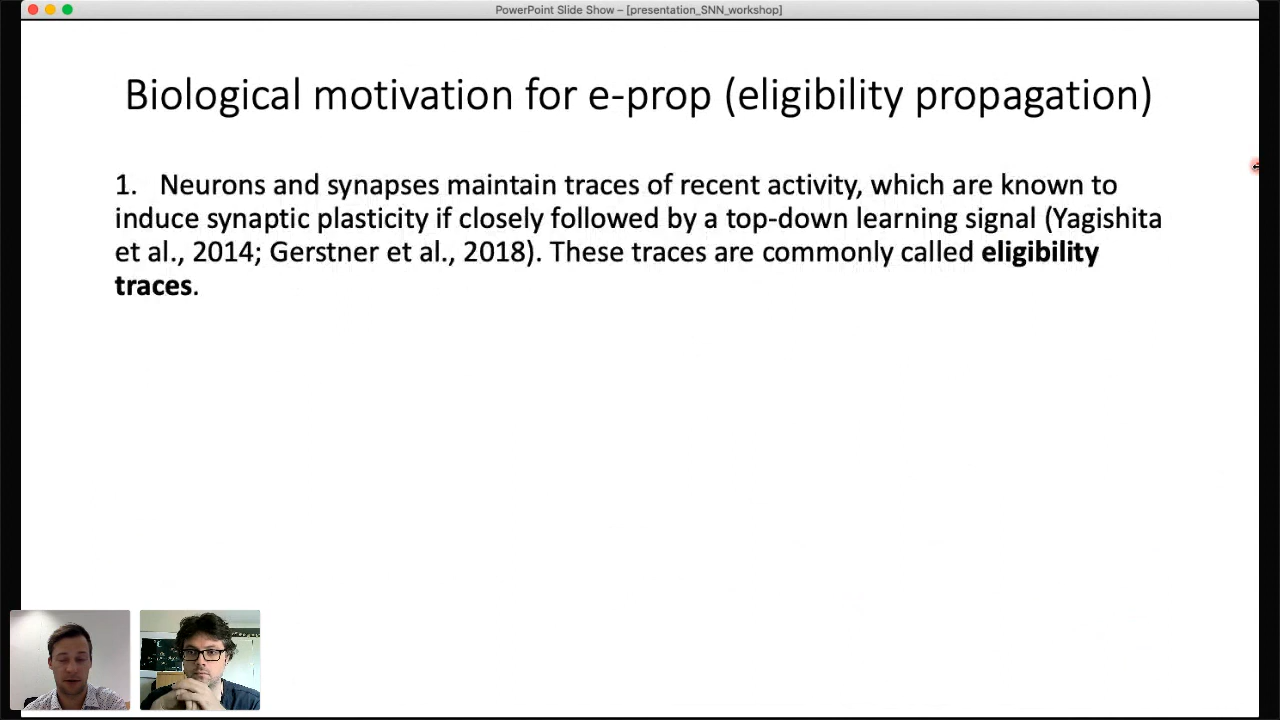 PowerPoint Slide Show – [presentation_SNN_workshop]
Biological motivation for e-prop (eligibility propagation)
1. Neurons and synapses maintain traces of recent activity, which are known to
induce synaptic plasticity if closely followed by a top-down learning signal (Yagishita
et al., 2014; Gerstner et al., 2018). These traces are commonly called eligibility
traces.